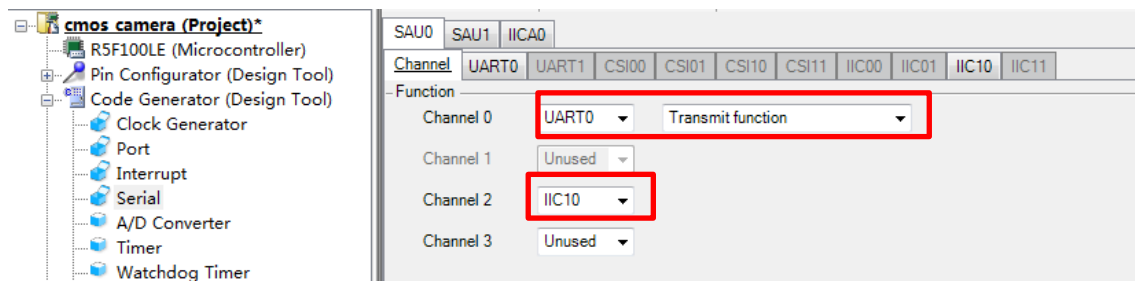 cmos camera (Project)*
R5F100LE (Microcontroller)
Pin Configurator (Design Tool)
Code Generator (Design Tool)
Clock Generator
Port
Interrupt
Serial
A/D Converter
Timer
Watchdog Timer
SAU0 SAU1 IICA0
Channel UART0 UART1 CSI00 CSI01 CSI10 CSI11 IIC00 IIC01 IIC10 IIC11
Function
Channel 0 UART0 Transmit function
Channel 1 Unused
Channel 2 IIC10
Channel 3 Unused